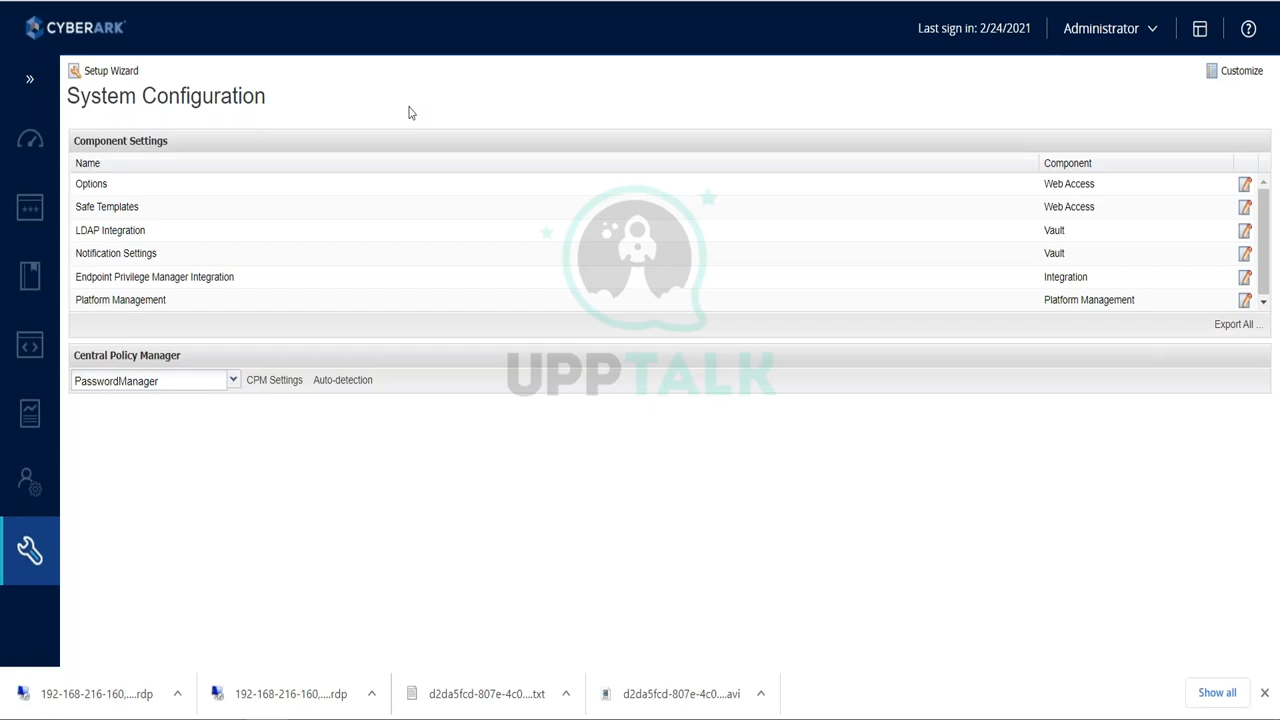 CYBERARK
Last sign in: 2/24/2021
Administrator
Setup Wizard
Customize
System Configuration
Component Settings
Name Component
Options Web Access
Safe Templates Web Access
LDAP Integration Vault
Notification Settings Vault
Endpoint Privilege Manager Integration Integration
Platform Management Platform Management
Export All ...
Central Policy Manager
PasswordManager CPM Settings Auto-detection
UPPTALK
192-168-216-160,....rdp
192-168-216-160,....rdp
d2da5fcd-807e-4c0....txt
d2da5fcd-807e-4c0....avi
Show all